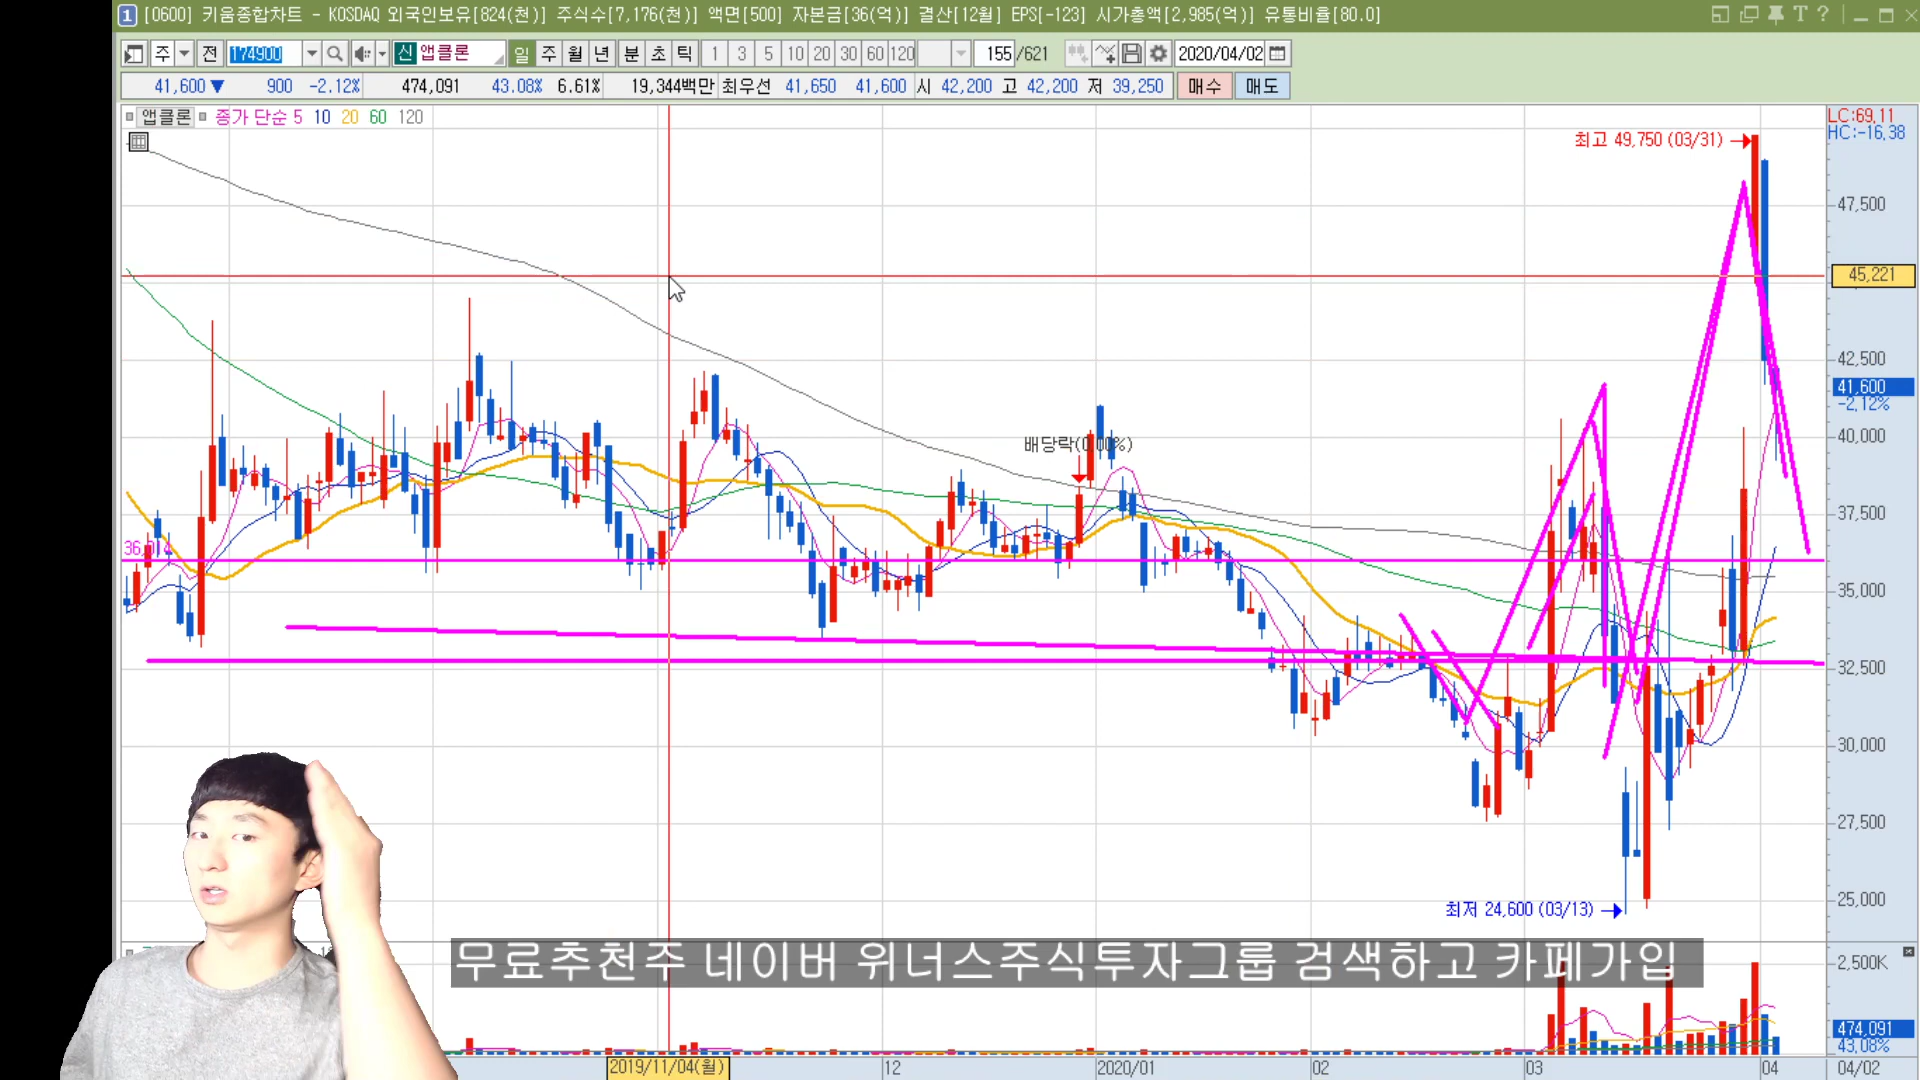 1 [0600] 키움종합차트 - KOSDAQ 외국인보유[824(천)] 주식수[7,176(천)] 액면[500] 자본금[36(억)] 결산[12월] EPS[-123] 시가총액[2,985(억)] 유통비율[80.0]
주 전 174900 신 앱클론 일 주 월 년 분 초 틱 1 3 5 10 20 30 60 120 155 /621 2020/04/02
41,600 ▼ 900 -2.12% 474,091 43.08% 6.61% 19,344백만 최우선 41,650 41,600 시 42,200 고 42,200 저 39,250 매수 매도
앱클론 종가 단순 5 10 20 60 120
LC:69.11
HC:-16.38
최고 49,750 (03/31)
47,500
45,221
42,500
41,600
-2.12%
배당락(0.00%)
40,000
37,500
35,000
32,500
30,000
27,500
최저 24,600 (03/13)
25,000
무료추천주 네이버 위너스주식투자그룹 검색하고 카페가입
2,500K
474,091
43.08%
2019/11/04(월) 12 2020/01 02 03 04 04/02